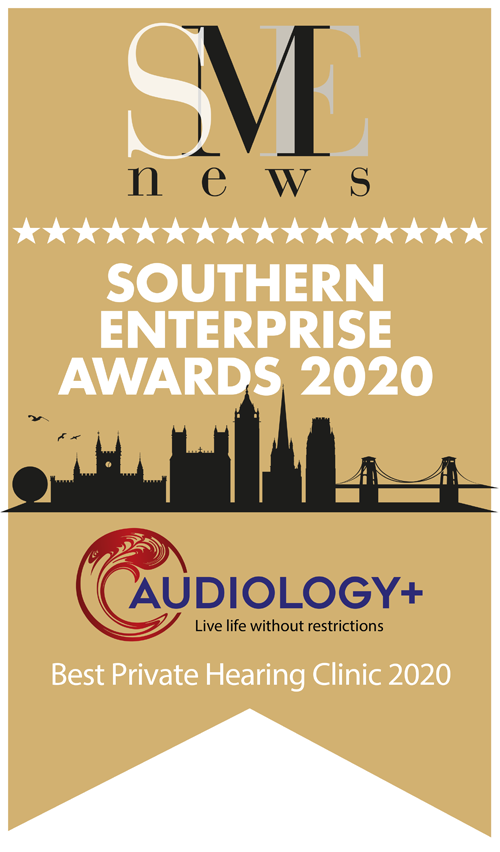 SME
news
SOUTHERN
ENTERPRISE
AWARDS 2020
AUDIOLOGY+
Live life without restrictions
Best Private Hearing Clinic 2020